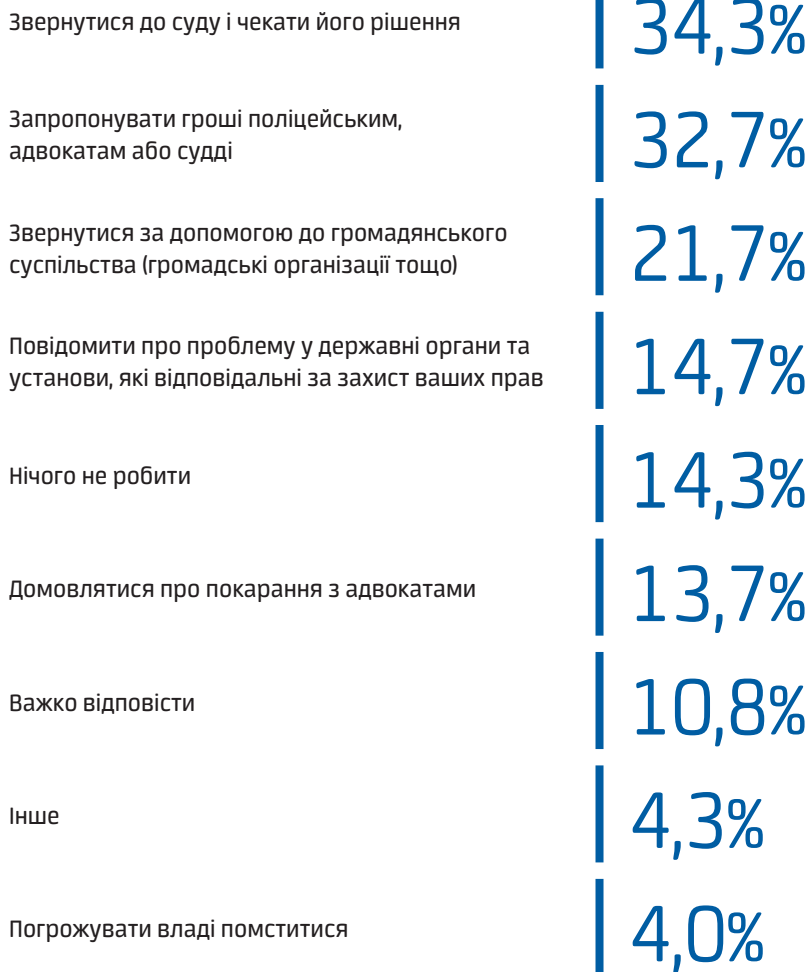 Звернутися до суду і чекати його рішення
34,3%
Запропонувати гроші поліцейським,
адвокатам або судді
32,7%
Звернутися за допомогою до громадянського
суспільства (громадські організації тощо)
21,7%
Повідомити про проблему у державні органи та
установи, які відповідальні за захист ваших прав
14,7%
Нічого не робити
14,3%
Домовлятися про покарання з адвокатами
13,7%
Важко відповісти
10,8%
Інше
4,3%
Погрожувати владі помститися
4,0%